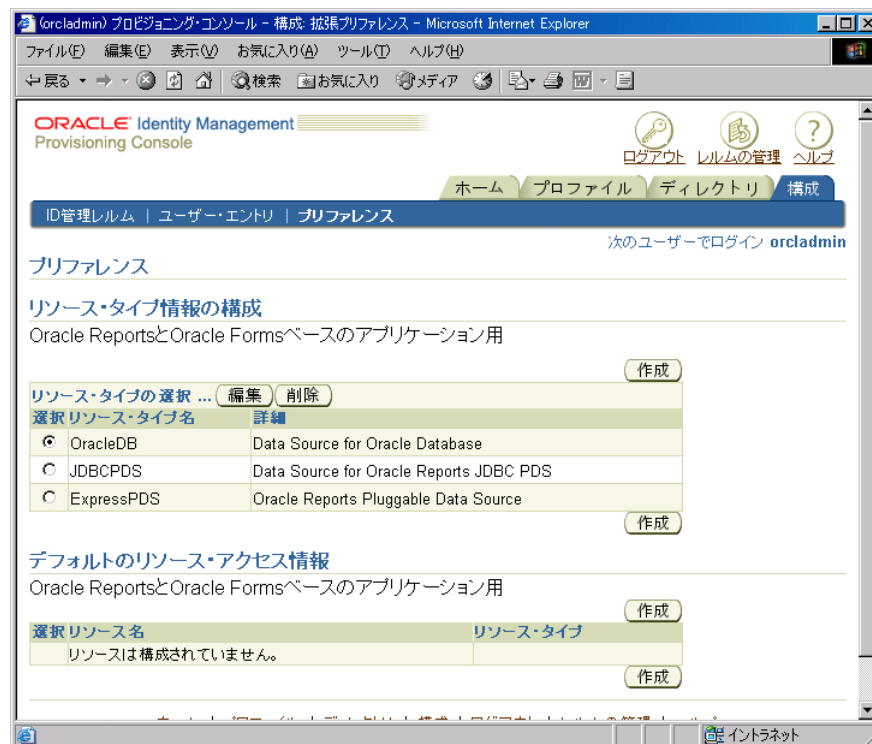 (orcladmin) プロビジョニング・コンソール - 構成: 拡張プリファレンス - Microsoft Internet Explorer
ファイル(F) 編集(E) 表示(V) お気に入り(A) ツール(T) ヘルプ(H)
戻る 検索 お気に入り メディア
ORACLE Identity Management
Provisioning Console
ログアウト レルムの管理 ヘルプ
ホーム プロファイル ディレクトリ 構成
ID管理レルム | ユーザー・エントリ | プリファレンス
次のユーザーでログイン orcladmin
プリファレンス
リソース・タイプ情報の構成
Oracle ReportsとOracle Formsベースのアプリケーション用
作成
リソース・タイプの選択 ... 編集 削除
選択 リソース・タイプ名 詳細
OracleDB Data Source for Oracle Database
JDBCPDS Data Source for Oracle Reports JDBC PDS
ExpressPDS Oracle Reports Pluggable Data Source
作成
デフォルトのリソース・アクセス情報
Oracle ReportsとOracle Formsベースのアプリケーション用
作成
選択 リソース名 リソース・タイプ
リソースは構成されていません。
作成
イントラネット